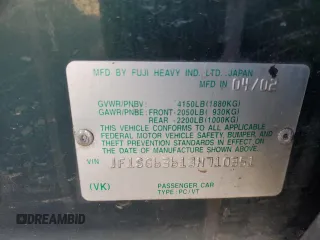 MFD BY FUJI HEAVY IND. LTD. JAPAN
MFD IN 04/02
GVWR/PNBV: 4150LB(1880KG)
GAWR/PNBE: FRONT-2050LB( 930KG)
REAR -2200LB(1000KG)
THIS VEHICLE CONFORMS TO ALL APPLICABLE
FEDERAL MOTOR VEHICLE SAFETY, BUMPER, AND
THEFT PREVENTION STANDARDS IN EFFECT ON
THE DATE OF MANUFACTURE SHOWN ABOVE.
VIN
(VK)
PASSENGER CAR
TYPE:PC/VT
DREAMBID